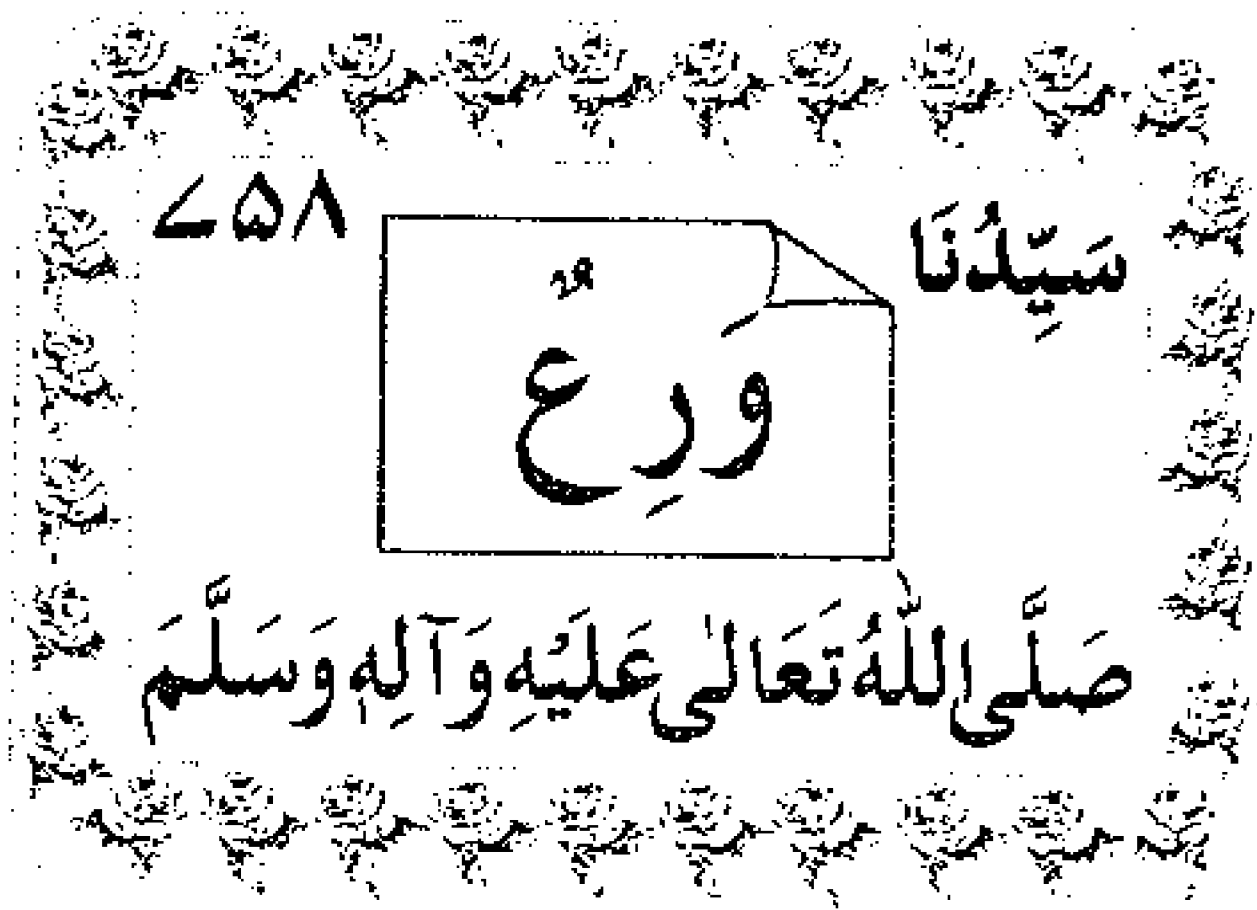 سَيِّدُنَا ۷۵۸
وَرِعٌ
صَلَّى اللّٰهُ تَعَالٰى عَلَيْهِ وَآلِهٖ وَسَلَّمَ